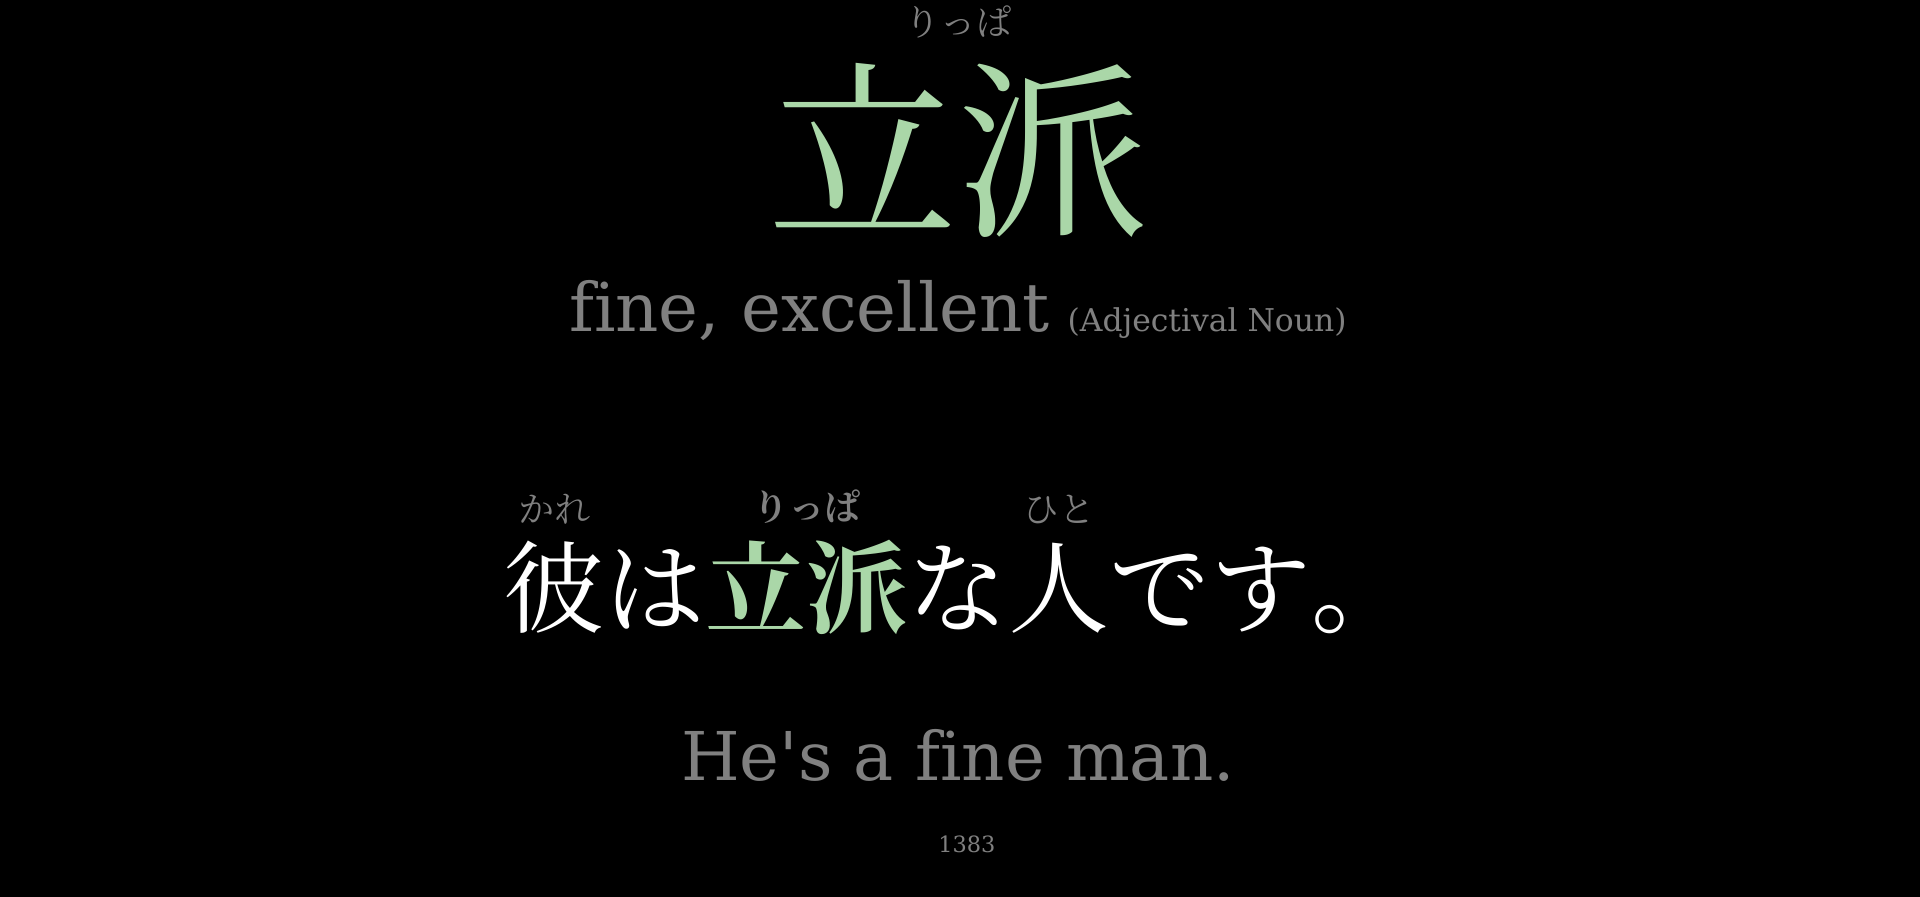 りっぱ
立派
fine, excellent (Adjectival Noun)
かれ りっぱ ひと
彼は立派な人です。
He's a fine man.
1383